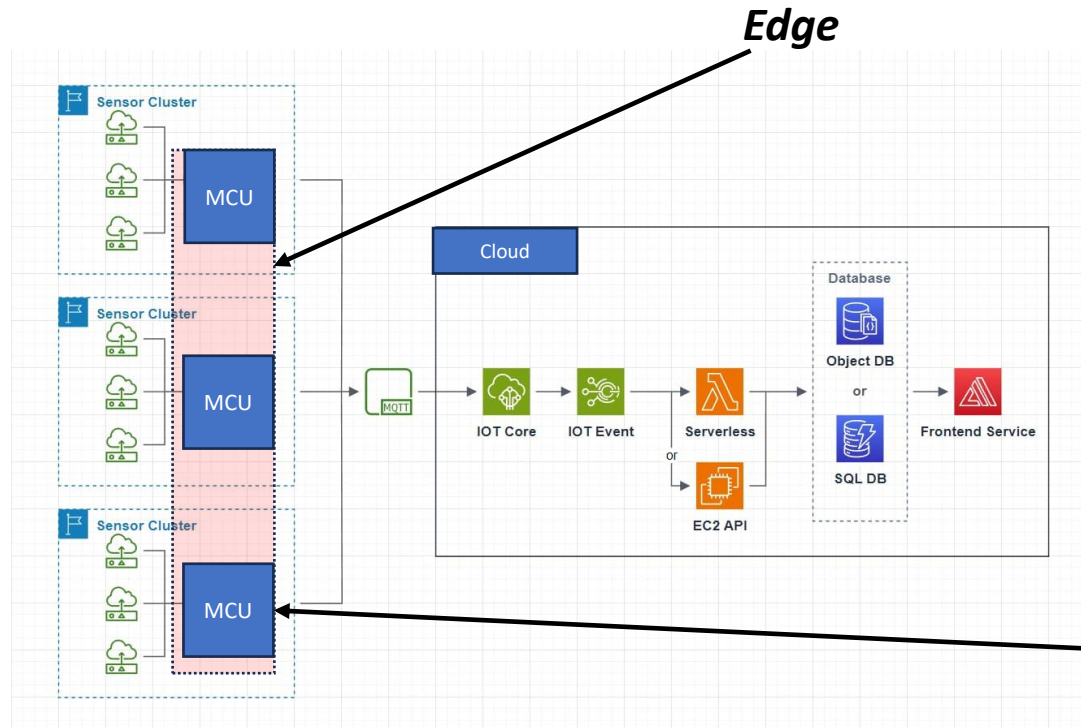 Edge
Sensor Cluster
MCU
Sensor Cluster
MCU
Sensor Cluster
MCU
MQTT
Cloud
IOT Core
IOT Event
or
Serverless
EC2 API
Database
Object DB
or
SQL DB
Frontend Service